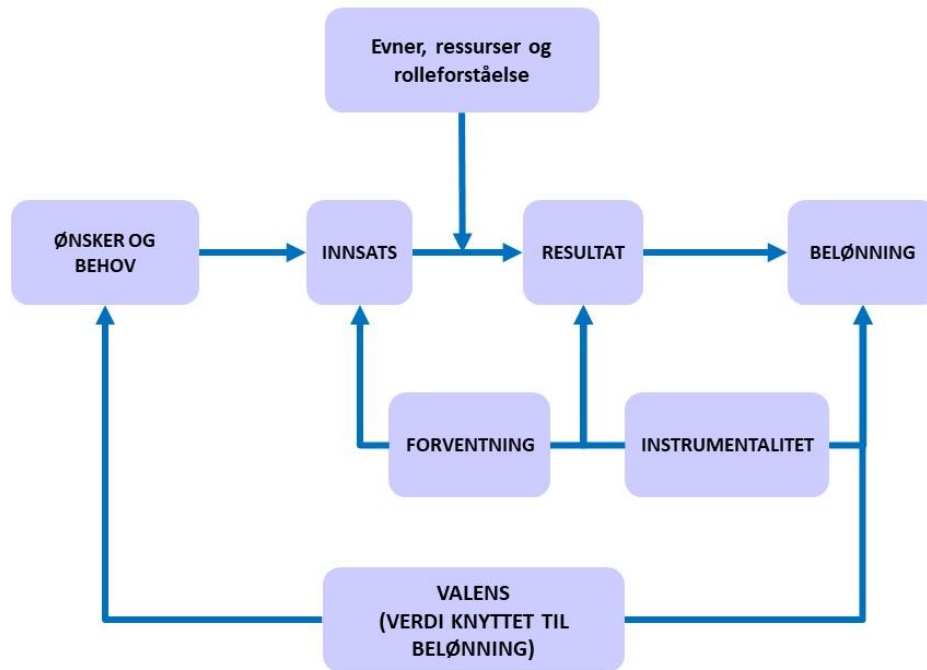 Evner, ressurser og
rolleforståelse
ØNSKER OG
BEHOV
INNSATS
RESULTAT
BELØNNING
FORVENTNING
INSTRUMENTALITET
VALENS
(VERDI KNYTTET TIL
BELØNNING)